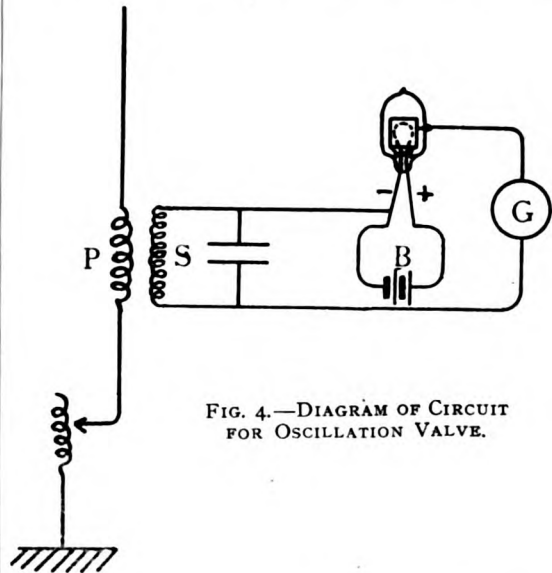 P
S
− +
B
G
FIG. 4.—DIAGRAM OF CIRCUIT
FOR OSCILLATION VALVE.